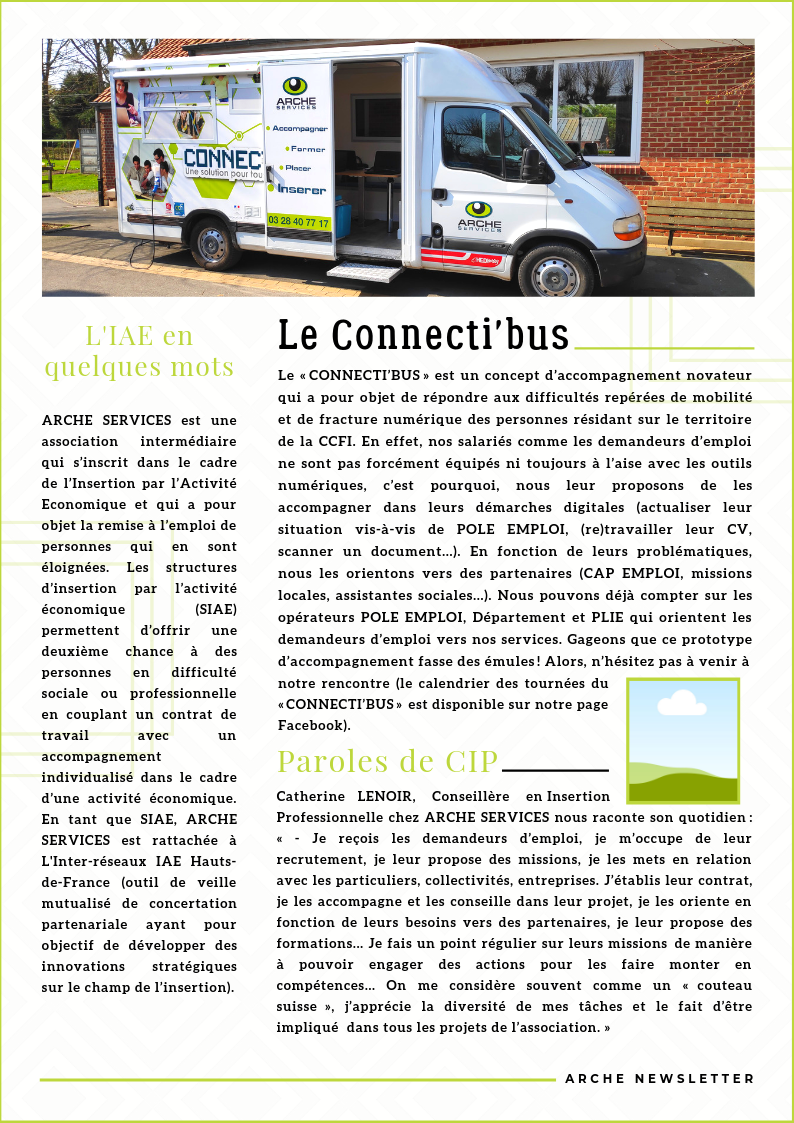 ARCHE
SERVICES
Accompagner
Former
Placer
Inserer
CONNEC
Une solution pour tou
03 28 40 77 17
ARCHE
SERVICES
L'IAE en
quelques mots
ARCHE SERVICES est une
association intermédiaire
qui s'inscrit dans le cadre
de l'Insertion par l'Activité
Economique et qui a pour
objet la remise à l'emploi de
personnes qui en sont
éloignées. Les structures
d'insertion par l'activité
économique (SIAE)
permettent d'offrir une
deuxième chance à des
personnes en difficulté
sociale ou professionnelle
en couplant un contrat de
travail avec un
accompagnement
individualisé dans le cadre
d'une activité économique.
En tant que SIAE, ARCHE
SERVICES est rattachée à
L'Inter-réseaux IAE Hauts-
de-France (outil de veille
mutualisé de concertation
partenariale ayant pour
objectif de développer des
innovations stratégiques
sur le champ de l'insertion).
Le Connecti'bus
Le « CONNECTI'BUS » est un concept d'accompagnement novateur
qui a pour objet de répondre aux difficultés repérées de mobilité
et de fracture numérique des personnes résidant sur le territoire
de la CCFI. En effet, nos salariés comme les demandeurs d'emploi
ne sont pas forcément équipés ni toujours à l'aise avec les outils
numériques, c'est pourquoi, nous leur proposons de les
accompagner dans leurs démarches digitales (actualiser leur
situation vis-à-vis de POLE EMPLOI, (re)travailler leur CV,
scanner un document...). En fonction de leurs problématiques,
nous les orientons vers des partenaires (CAP EMPLOI, missions
locales, assistantes sociales...). Nous pouvons déjà compter sur les
opérateurs POLE EMPLOI, Département et PLIE qui orientent les
demandeurs d'emploi vers nos services. Gageons que ce prototype
d'accompagnement fasse des émules! Alors, n'hésitez pas à venir à
notre rencontre (le calendrier des tournées du
«CONNECTI'BUS» est disponible sur notre page
Facebook).
Paroles de CIP
Catherine LENOIR, Conseillère en Insertion
Professionnelle chez ARCHE SERVICES nous raconte son quotidien :
« - Je reçois les demandeurs d'emploi, je m'occupe de leur
recrutement, je leur propose des missions, je les mets en relation
avec les particuliers, collectivités, entreprises. J'établis leur contrat,
je les accompagne et les conseille dans leur projet, je les oriente en
fonction de leurs besoins vers des partenaires, je leur propose des
formations... Je fais un point régulier sur leurs missions de manière
à pouvoir engager des actions pour les faire monter en
compétences... On me considère souvent comme un « couteau
suisse », j'apprécie la diversité de mes tâches et le fait d'être
impliqué dans tous les projets de l'association. »
ARCHE NEWSLETTER